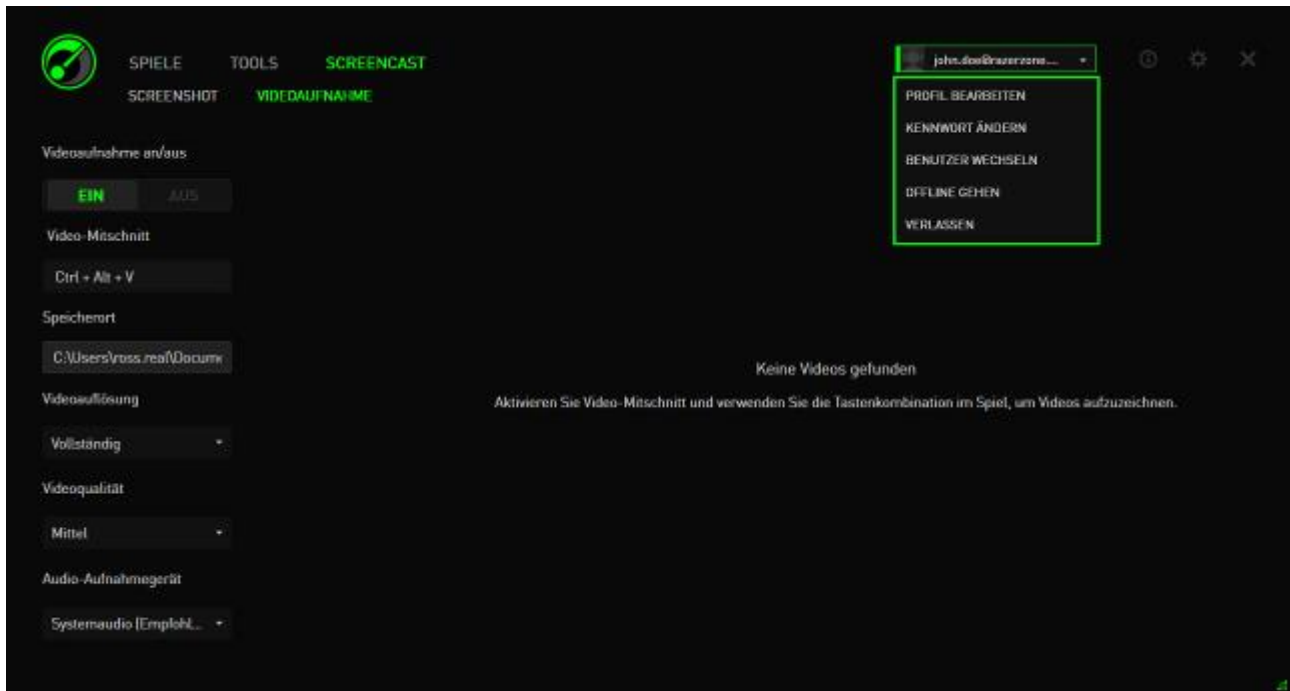 SPIELE TOOLS SCREENCAST
john.doe@razerzone...
SCREENSHOT VIDEOAUFNAHME
PROFIL BEARBEITEN
KENNWORT ÄNDERN
BENUTZER WECHSELN
OFFLINE GEHEN
VERLASSEN
Videoaufnahme an/aus
EIN AUS
Video-Mitschnitt
Ctrl + Alt + V
Speicherort
C:\Users\ross.real\Docume
Videoauflösung
Vollständig
Videoqualität
Mittel
Audio-Aufnahmegerät
Systemaudio (Empfohl...
Keine Videos gefunden
Aktivieren Sie Video-Mitschnitt und verwenden Sie die Tastenkombination im Spiel, um Videos aufzuzeichnen.